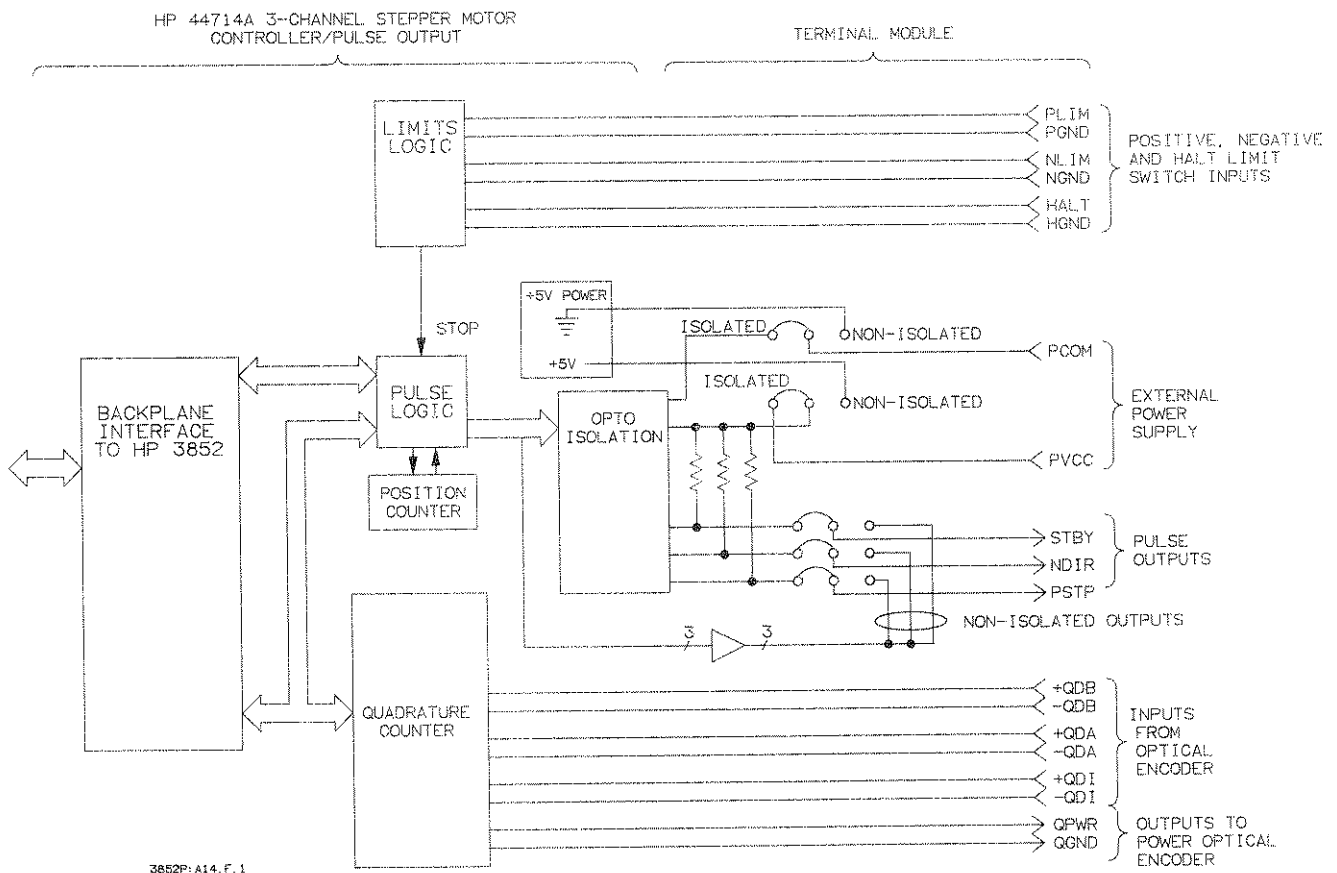 HP 44714A 3-CHANNEL STEPPER MOTOR
CONTROLLER/PULSE OUTPUT
TERMINAL MODULE
LIMITS
LOGIC
PLIM
PGND
NLIM
NGND
HALT
HGND
POSITIVE, NEGATIVE
AND HALT LIMIT
SWITCH INPUTS
STOP
+5V POWER
+5V
ISOLATED
NON-ISOLATED
PCOM
ISOLATED
NON-ISOLATED
PVCC
EXTERNAL
POWER
SUPPLY
BACKPLANE
INTERFACE
TO HP 3852
PULSE
LOGIC
OPTO
ISOLATION
POSITION
COUNTER
STBY
NDIR
PSTP
PULSE
OUTPUTS
NON-ISOLATED OUTPUTS
3
3
QUADRATURE
COUNTER
+QDB
-QDB
+QDA
-QDA
+QDI
-QDI
INPUTS
FROM
OPTICAL
ENCODER
QPWR
QGND
OUTPUTS TO
POWER OPTICAL
ENCODER
3852P:A14.F.1